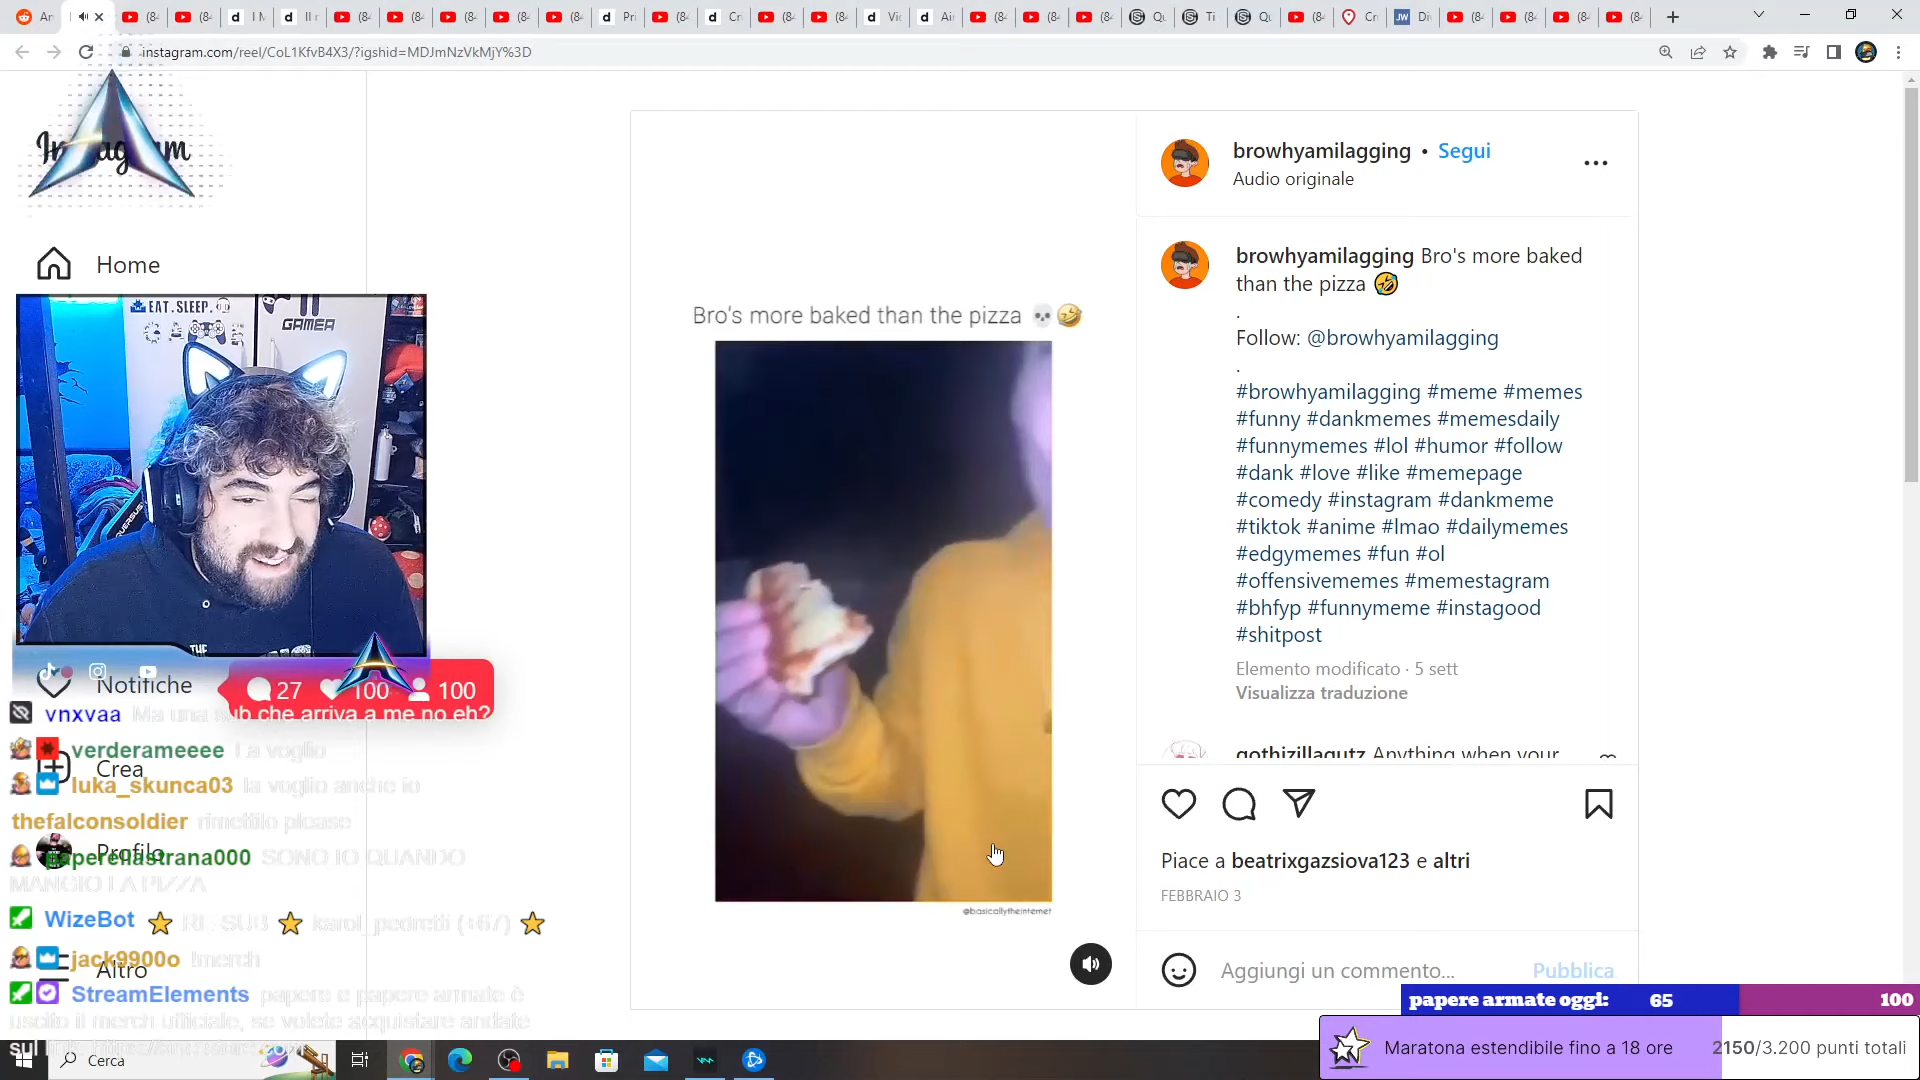 instagram.com/reel/CoL1KfvB4X3/?igshid=MDJmNzVkMjY%3D
Instagram
Home
EAT.SLEEP.
GAMER
Notifiche
27 100 100
vnxvaa Ma una sub che arriva a me no eh?
verderameeee La voglio
Crea
luka_skunca03 la voglio anche io
thefalconsoldier rimettilo please
Profilo
paperellastrana000 SONO IO QUANDO
MANGIO LA PIZZA
WizeBot RE-SUB karol_pedretti (+67)
jack9900o !merch
Altro
StreamElements papere e papere armate è
uscito il merch ufficiale, se volete acquistare andate
sul
Cerca
Bro's more baked than the pizza 💀🤣
@basicallytheinternet
browhyamilagging • Segui
Audio originale
browhyamilagging Bro's more baked
than the pizza 🤣
.
Follow: @browhyamilagging
.
#browhyamilagging #meme #memes
#funny #dankmemes #memesdaily
#funnymemes #lol #humor #follow
#dank #love #like #memepage
#comedy #instagram #dankmeme
#tiktok #anime #lmao #dailymemes
#edgymemes #fun #ol
#offensivememes #memestagram
#bhfyp #funnymeme #instagood
#shitpost
Elemento modificato · 5 sett
Visualizza traduzione
gothizillagutz Anything when your
Piace a beatrixgazsiova123 e altri
FEBBRAIO 3
Aggiungi un commento...
Pubblica
papere armate oggi: 65 100
Maratona estendibile fino a 18 ore 2150/3.200 punti totali